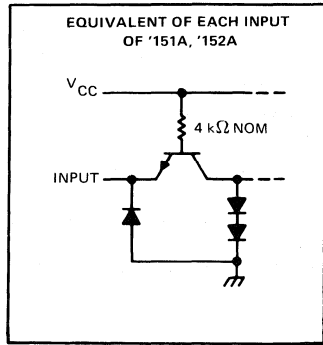 EQUIVALENT OF EACH INPUT
OF '151A, '152A
VCC
4 kΩ NOM
INPUT